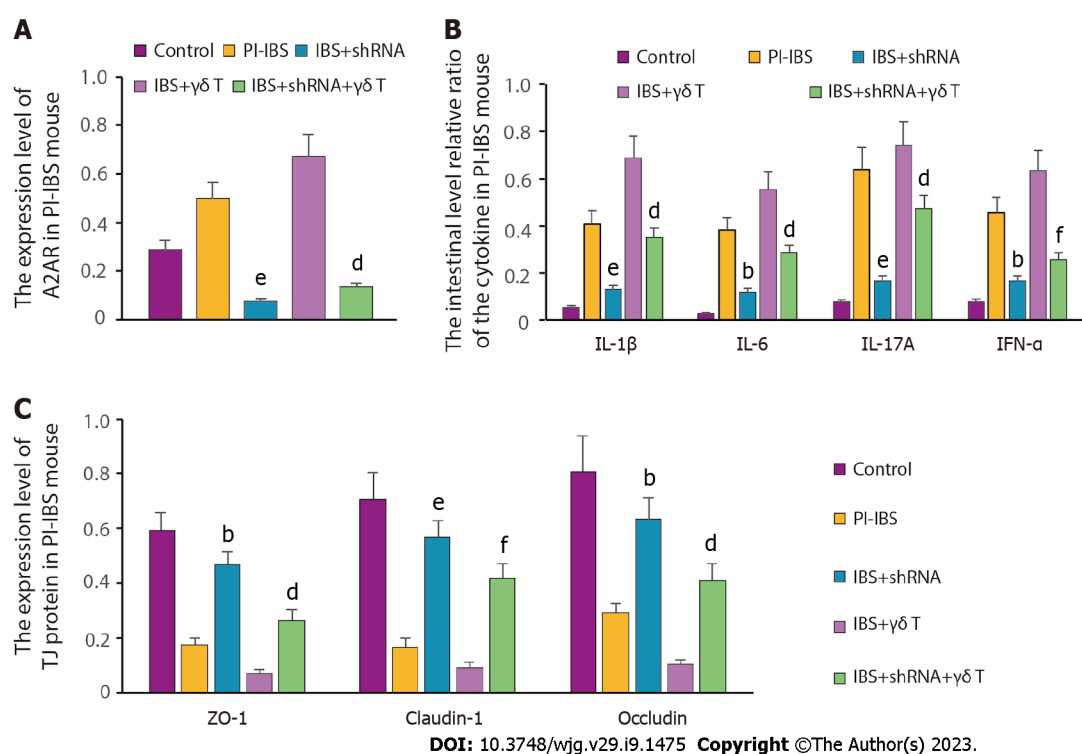 A
Control PI-IBS IBS+shRNA
IBS+γδ T IBS+shRNA+γδ T
The expression level of
A2AR in PI-IBS mouse
1.0
0.8
0.6
0.4
0.2
0
e
d
B
Control PI-IBS IBS+shRNA
IBS+γδ T IBS+shRNA+γδ T
The intestinal level relative ratio
of the cytokine in PI-IBS mouse
1.0
0.8
0.6
0.4
0.2
0
e
d
b
d
e
d
b
f
IL-1β IL-6 IL-17A IFN-α
C
The expression level of
TJ protein in PI-IBS mouse
1.0
0.8
0.6
0.4
0.2
0
b
d
e
f
b
d
ZO-1 Claudin-1 Occludin
Control
PI-IBS
IBS+shRNA
IBS+γδ T
IBS+shRNA+γδ T
DOI: 10.3748/wjg.v29.i9.1475 Copyright ©The Author(s) 2023.